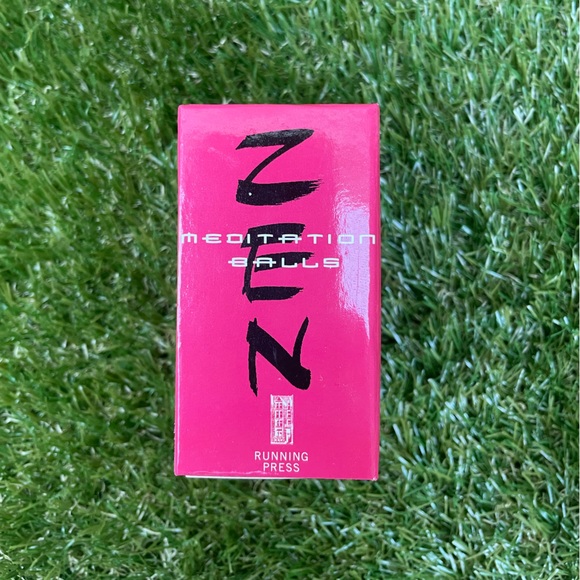 ZEN
MEDITATION
BALLS
RUNNING
PRESS